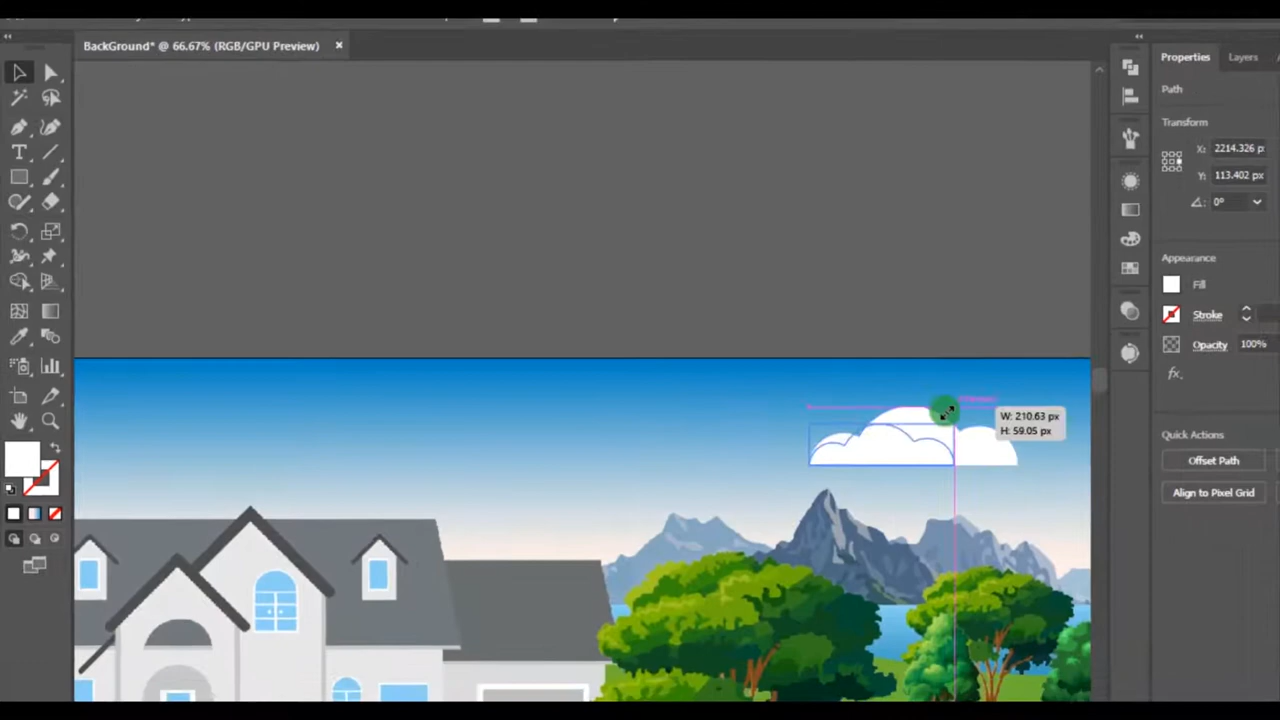 BackGround* @ 66.67% (RGB/GPU Preview) ×
Properties Layers
Path
Transform
X: 2214.326 p
Y: 113.402 px
0°
Appearance
Fill
Stroke
Opacity 100%
fx.
W: 210.63 px
H: 59.05 px
Quick Actions
Offset Path
Align to Pixel Grid